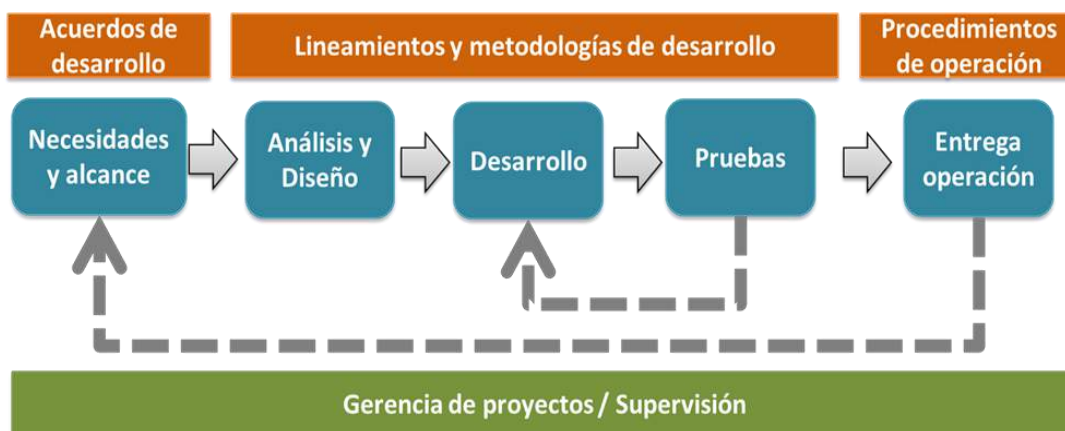 Acuerdos de
desarrollo
Lineamientos y metodologías de desarrollo
Procedimientos
de operación
Necesidades
y alcance
Análisis y
Diseño
Desarrollo
Pruebas
Entrega
operación
Gerencia de proyectos / Supervisión